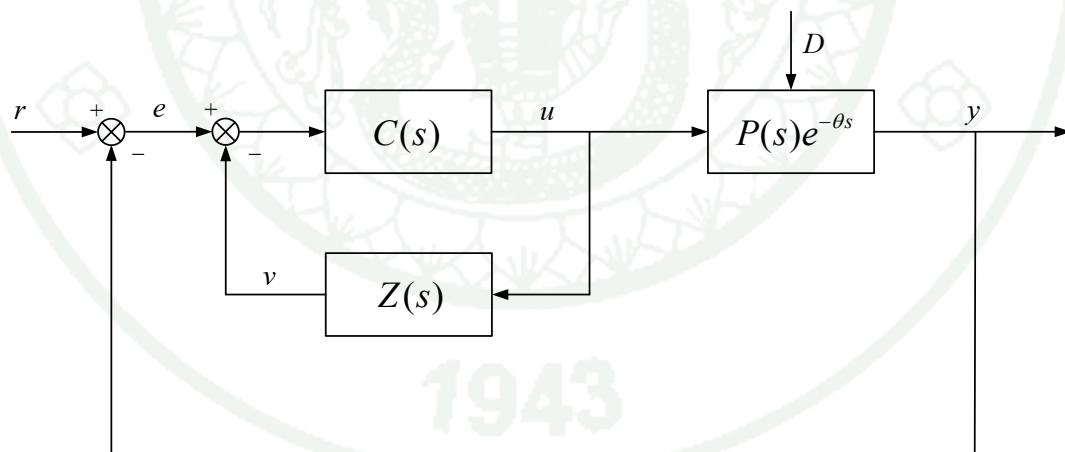 D
r
+
e
+
C(s)
u
P(s)e^{-θs}
y
−
−
v
Z(s)
1943